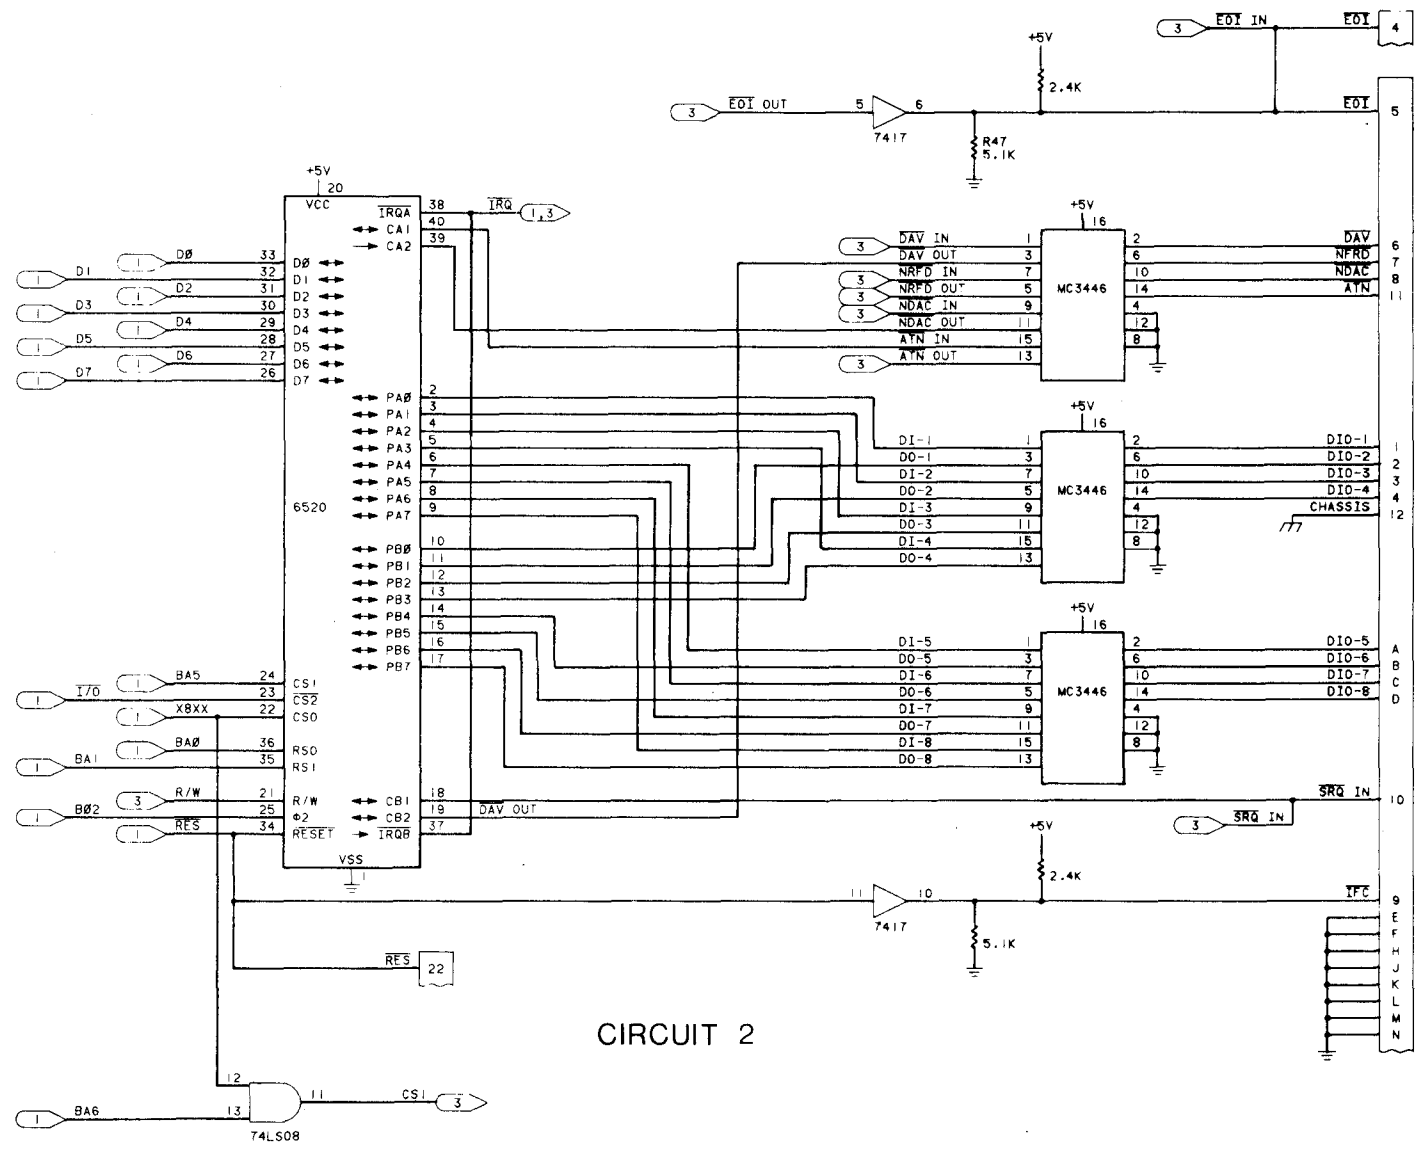 3 EOI IN EOI 4
+5V
2.4K
3 EOI OUT 5 6 EOI 5
7417
R47
5.1K
+5V
20
VCC
IRQA 38 IRQ 1,3
CA1 40
CA2 39
+5V
16
3 DAV IN 1 2 DAV 6
DAV OUT 3 6 NFRD 7
3 NRFD IN 7 10 NDAC 8
3 NRFD OUT 5 MC3446 14 ATN 11
3 NDAC IN 9 4
NDAC OUT 11 12
ATN IN 15 8
3 ATN OUT 13
1 DØ 33 DØ
1 D1 32 D1
1 D2 31 D2
1 D3 30 D3
1 D4 29 D4
1 D5 28 D5
1 D6 27 D6
1 D7 26 D7
PAØ 2
PA1 3
PA2 4
PA3 5
PA4 6
PA5 7
PA6 8
PA7 9
6520
PBØ 10
PB1 11
PB2 12
PB3 13
PB4 14
PB5 15
PB6 16
PB7 17
+5V
16
DI-1 1 2 DIO-1 1
DO-1 3 6 DIO-2 2
DI-2 7 10 DIO-3 3
DO-2 5 MC3446 14 DIO-4 4
DI-3 9 4 CHASSIS 12
DO-3 11 12
DI-4 15 8
DO-4 13
+5V
16
DI-5 1 2 DIO-5 A
DO-5 3 6 DIO-6 B
DI-6 7 10 DIO-7 C
DO-6 5 MC3446 14 DIO-8 D
DI-7 9 4
DO-7 11 12
DI-8 15 8
DO-8 13
1 BA5 24 CS1
1 I/O 23 CS2
1 X8XX 22 CSO
1 BAØ 36 RSO
1 BA1 35 RS1
3 R/W 21 R/W CB1 18 SRQ IN 10
1 BØ2 25 Φ2 CB2 19 DAV OUT 3 SRQ IN
1 RES 34 RESET IRQB 37
VSS
1
+5V
2.4K
11 10 IFC 9
7417
5.1K
E
F
H
J
K
L
M
N
RES 22
CIRCUIT 2
12
11 CS1 3
1 BA6 13
74LS08